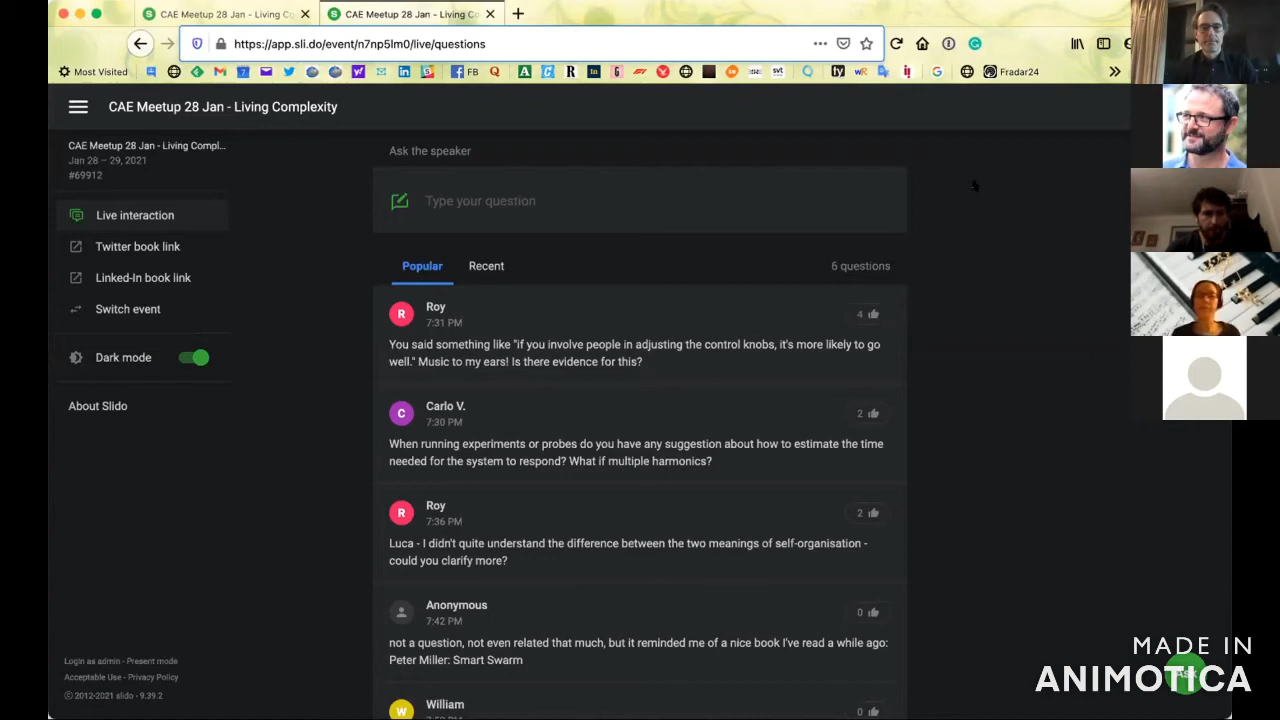 CAE Meetup 28 Jan - Living Complexity
CAE Meetup 28 Jan - Living Co
https://app.sli.do/event/n7np5lm0/live/questions
Most Visited
FB
Fradar24
CAE Meetup 28 Jan - Living Complexity
CAE Meetup 28 Jan - Living Compl...
Jan 28 – 29, 2021
#69912
Live interaction
Twitter book link
Linked-In book link
Switch event
Dark mode
About Slido
Login as admin - Present mode
Acceptable Use - Privacy Policy
© 2012-2021 slido - 9.39.2
Ask the speaker
Type your question
Popular
Recent
6 questions
R
Roy
7:31 PM
4
You said something like "if you involve people in adjusting the control knobs, it's more likely to go
well." Music to my ears! Is there evidence for this?
C
Carlo V.
7:30 PM
2
When running experiments or probes do you have any suggestion about how to estimate the time
needed for the system to respond? What if multiple harmonics?
R
Roy
7:36 PM
2
Luca - I didn't quite understand the difference between the two meanings of self-organisation -
could you clarify more?
Anonymous
7:42 PM
0
not a question, not even related that much, but it reminded me of a nice book I've read a while ago:
Peter Miller: Smart Swarm
W
William
0
MADE IN
ANIMOTICA